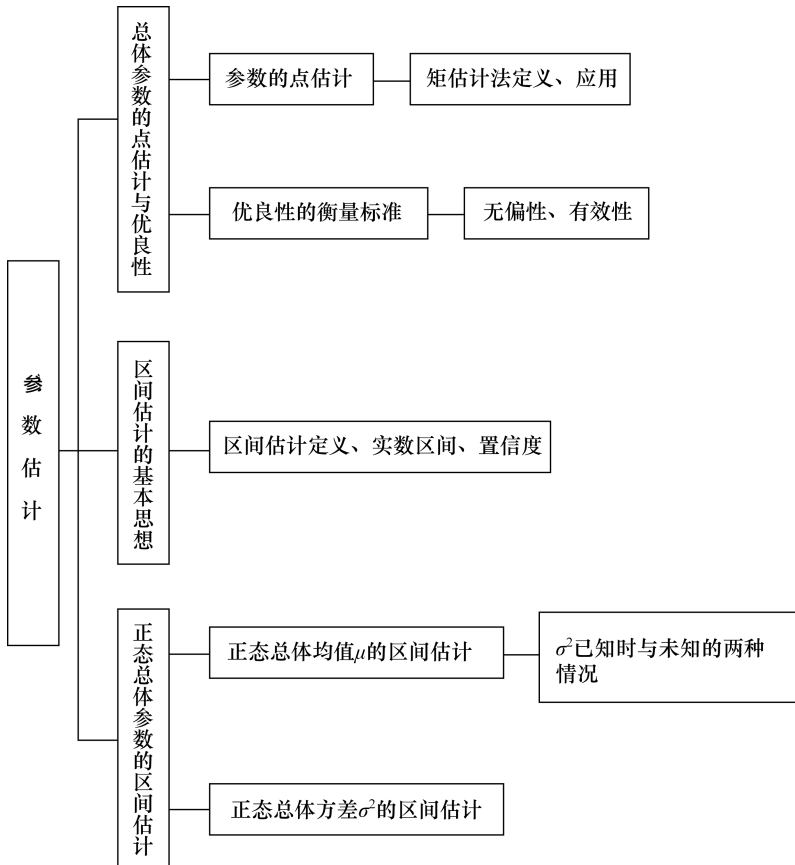 参数估计
总体参数的点估计与优良性
参数的点估计
矩估计法定义、应用
优良性的衡量标准
无偏性、有效性
区间估计的基本思想
区间估计定义、实数区间、置信度
正态总体参数的区间估计
正态总体均值μ的区间估计
σ²已知时与未知的两种
情况
正态总体方差σ²的区间估计